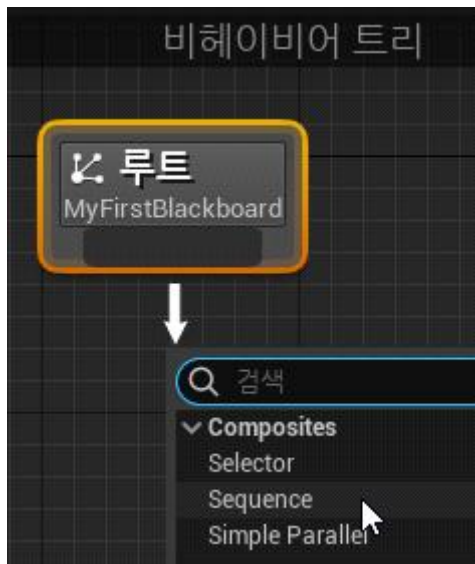 비헤이비어 트리
루트
MyFirstBlackboard
검색
Composites
Selector
Sequence
Simple Parallel